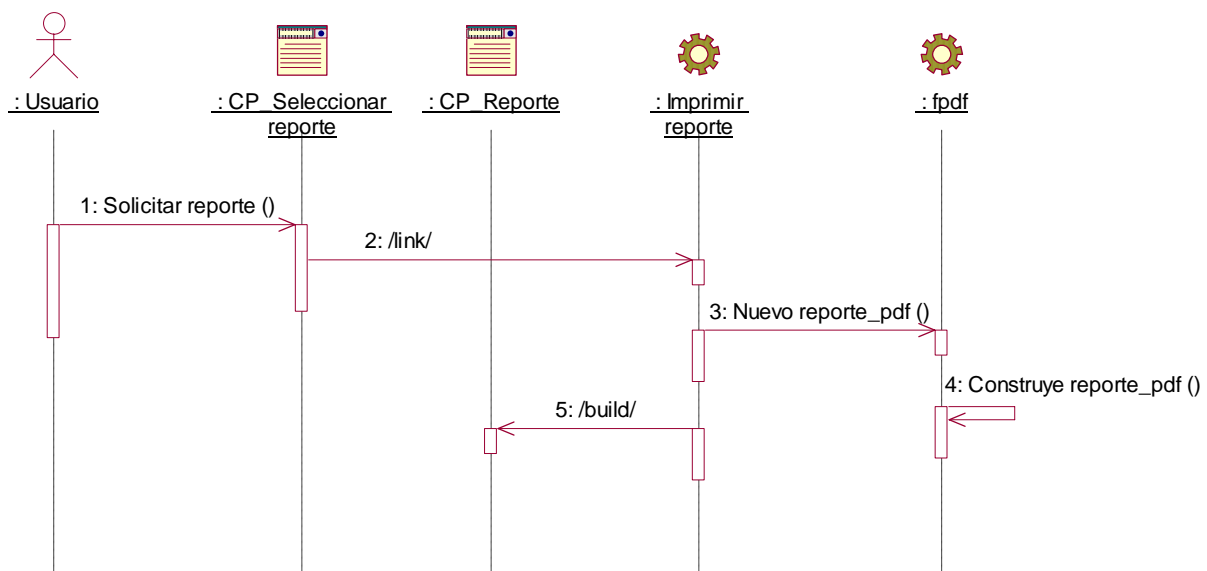 : Usuario
: CP_Seleccionar
reporte
: CP_Reporte
: Imprimir
reporte
: fpdf
1: Solicitar reporte ()
2: /link/
3: Nuevo reporte_pdf ()
4: Construye reporte_pdf ()
5: /build/